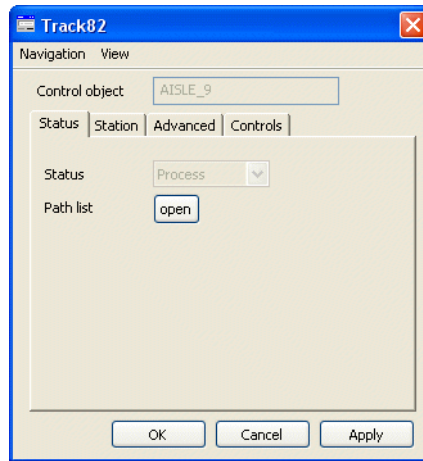 Track82
Navigation View
Control object AISLE_9
Status Station Advanced Controls
Status Process
Path list open
OK Cancel Apply